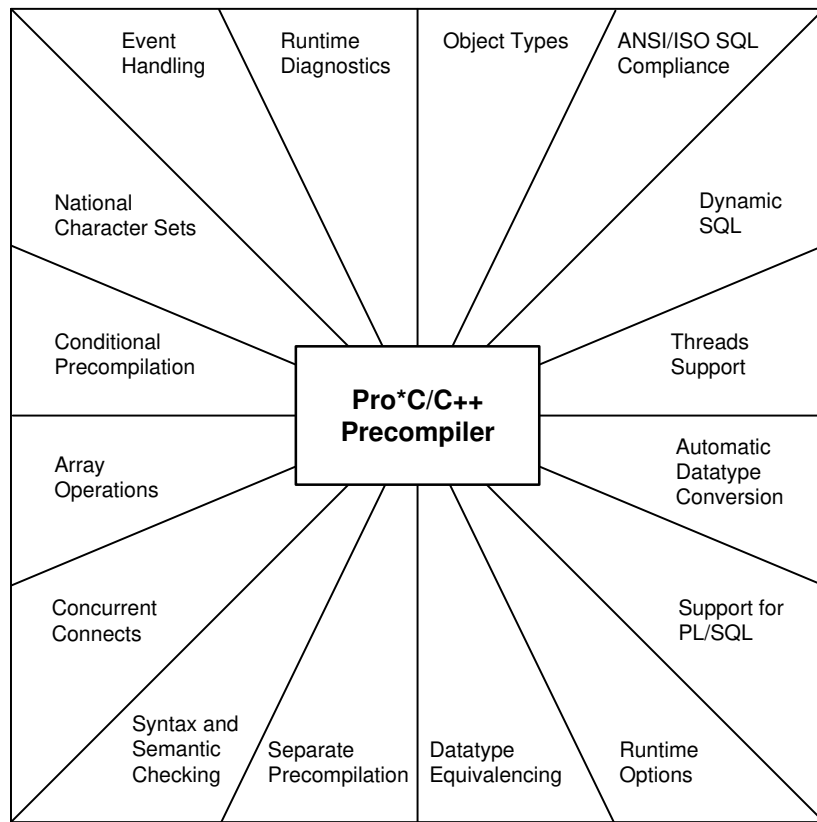 Event
Handling
Runtime
Diagnostics
Object Types
ANSI/ISO SQL
Compliance
National
Character Sets
Dynamic
SQL
Conditional
Precompilation
Threads
Support
Pro*C/C++
Precompiler
Array
Operations
Automatic
Datatype
Conversion
Concurrent
Connects
Support for
PL/SQL
Syntax and
Semantic
Checking
Separate
Precompilation
Datatype
Equivalencing
Runtime
Options